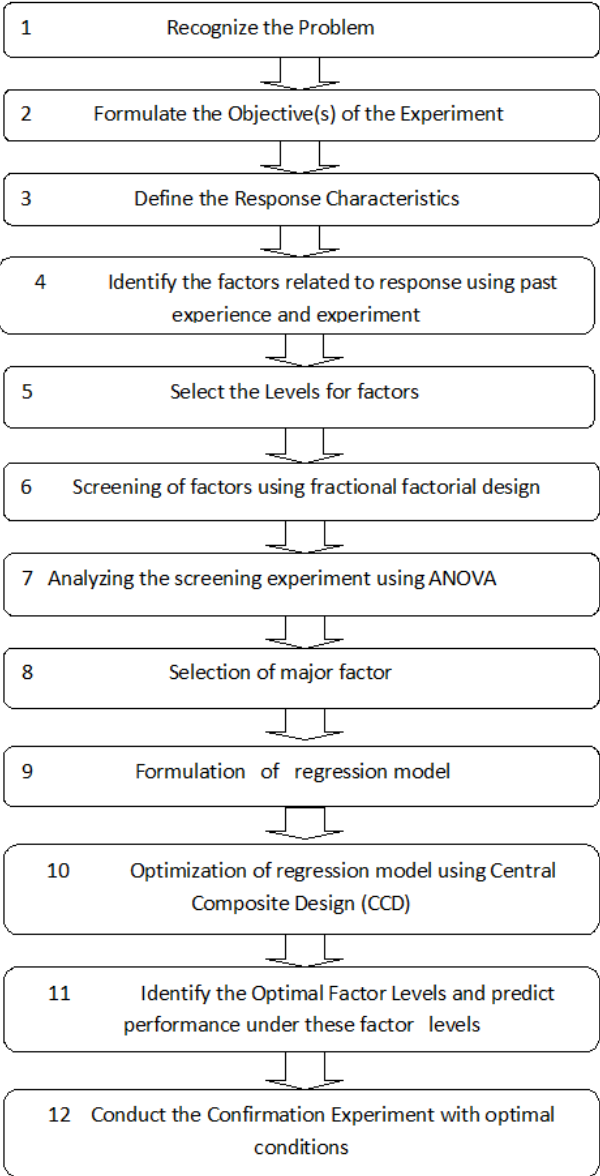 1 Recognize the Problem
2 Formulate the Objective(s) of the Experiment
3 Define the Response Characteristics
4 Identify the factors related to response using past
experience and experiment
5 Select the Levels for factors
6 Screening of factors using fractional factorial design
7 Analyzing the screening experiment using ANOVA
8 Selection of major factor
9 Formulation of regression model
10 Optimization of regression model using Central
Composite Design (CCD)
11 Identify the Optimal Factor Levels and predict
performance under these factor levels
12 Conduct the Confirmation Experiment with optimal
conditions